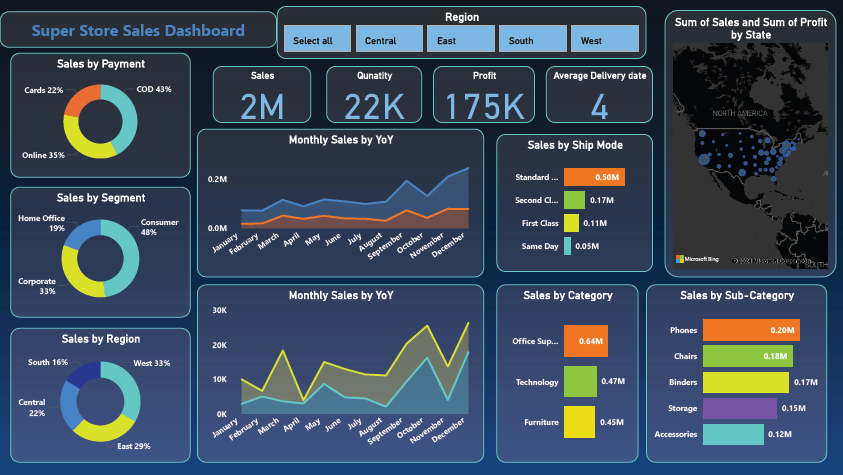 Super Store Sales Dashboard
Region
Select all
Central
East
South
West
Sum of Sales and Sum of Profit
by State
NORTH AMERICA
Microsoft Bing
Sales by Payment
Cards 22%
COD 43%
Online 35%
Sales
2M
Qunatity
22K
Profit
175K
Average Delivery date
4
Monthly Sales by YoY
0.2M
0.0M
January
February
March
April
May
June
July
August
September
October
November
December
Sales by Ship Mode
Standard ...
0.50M
Second Cl...
0.17M
First Class
0.11M
Same Day
0.05M
Sales by Segment
Home Office
19%
Consumer
48%
Corporate
33%
Monthly Sales by YoY
30K
20K
10K
0K
January
February
March
April
May
June
July
August
September
October
November
December
Sales by Category
Office Sup...
0.64M
Technology
0.47M
Furniture
0.45M
Sales by Sub-Category
Phones
0.20M
Chairs
0.18M
Binders
0.17M
Storage
0.15M
Accessories
0.12M
Sales by Region
South 16%
West 33%
Central
22%
East 29%